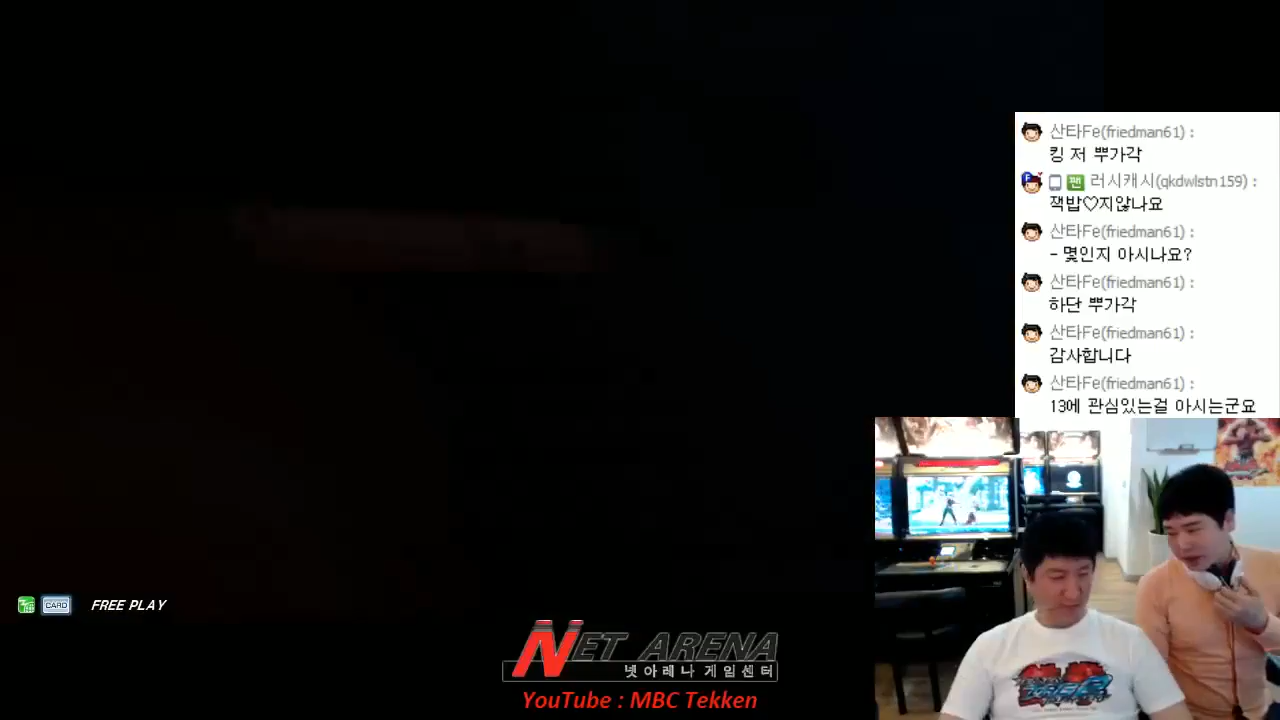 산타Fe(friedman61) :
킹 저 뿌가각
팬 러시캐시(qkdwlstn159) :
잭밥♡지않나요
산타Fe(friedman61) :
- 몇인지 아시나요?
산타Fe(friedman61) :
하단 뿌가각
산타Fe(friedman61) :
감사합니다
산타Fe(friedman61) :
13에 관심있는걸 아시는군요
CARD FREE PLAY
NET ARENA
넷아레나 게임센터
YouTube : MBC Tekken